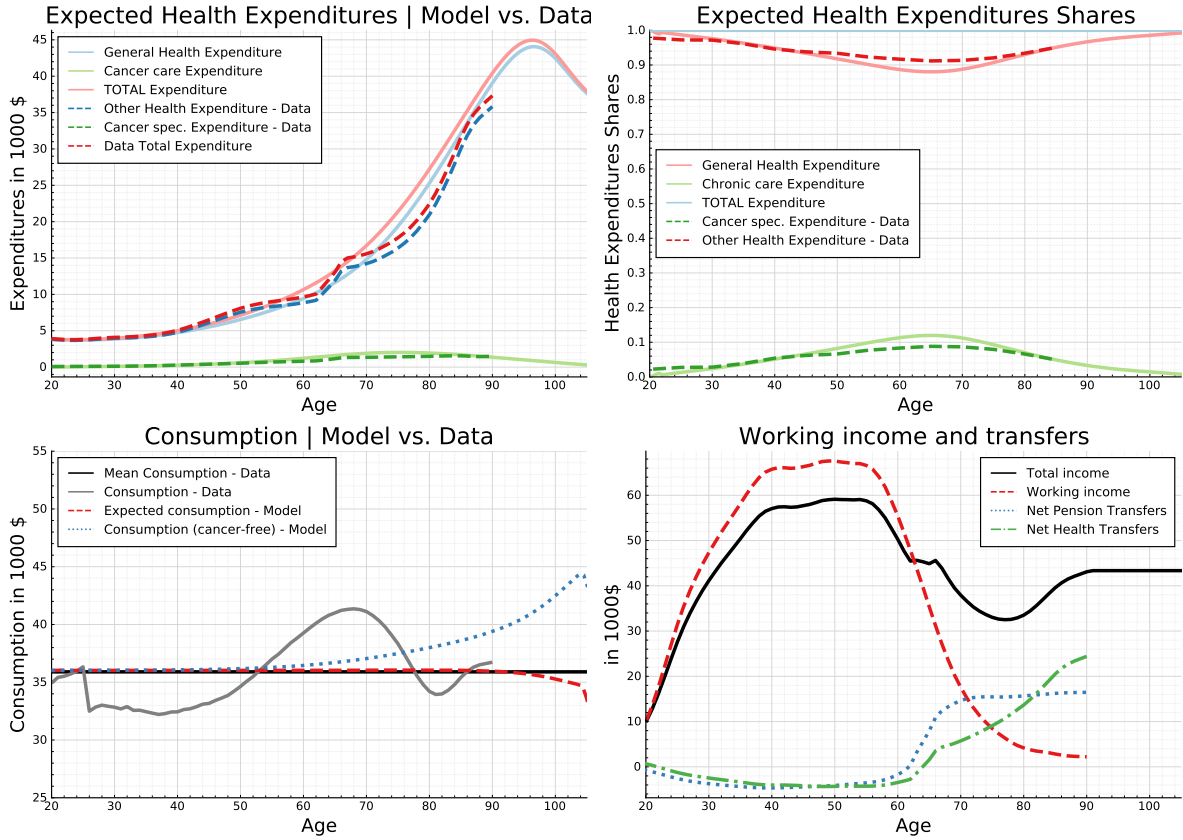 Expected Health Expenditures | Model vs. Data
Expenditures in 1000 $
45
40
35
30
25
20
15
10
5
0
General Health Expenditure
Cancer care Expenditure
TOTAL Expenditure
Other Health Expenditure - Data
Cancer spec. Expenditure - Data
Data Total Expenditure
20 30 40 50 60 70 80 90 100
Age
Expected Health Expenditures Shares
Health Expenditures Shares
1.0
0.9
0.8
0.7
0.6
0.5
0.4
0.3
0.2
0.1
0.0
General Health Expenditure
Chronic care Expenditure
TOTAL Expenditure
Cancer spec. Expenditure - Data
Other Health Expenditure - Data
20 30 40 50 60 70 80 90 100
Age
Consumption | Model vs. Data
Consumption in 1000 $
55
50
45
40
35
30
25
Mean Consumption - Data
Consumption - Data
Expected consumption - Model
Consumption (cancer-free) - Model
20 30 40 50 60 70 80 90 100
Age
Working income and transfers
in 1000$
60
50
40
30
20
10
0
Total income
Working income
Net Pension Transfers
Net Health Transfers
20 30 40 50 60 70 80 90 100
Age